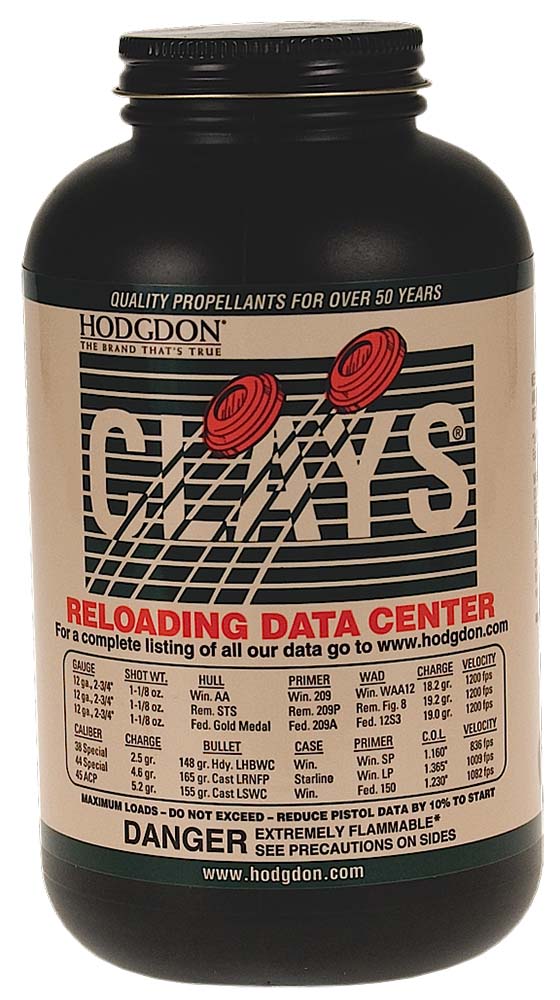 QUALITY PROPELLANTS FOR OVER 50 YEARS
HODGDON®
THE BRAND THAT'S TRUE
CLAYS®
RELOADING DATA CENTER
For a complete listing of all our data go to www.hodgdon.com
GAUGE SHOT WT. HULL PRIMER WAD CHARGE VELOCITY
12 ga., 2-3/4" 1-1/8 oz. Win. AA Win. 209 Win. WAA12 18.2 gr. 1200 fps
12 ga., 2-3/4" 1-1/8 oz. Rem. STS Rem. 209P Rem. Fig. 8 19.2 gr. 1200 fps
12 ga., 2-3/4" 1-1/8 oz. Fed. Gold Medal Fed. 209A Fed. 12S3 19.0 gr. 1200 fps
CALIBER CHARGE BULLET CASE PRIMER C.O.L. VELOCITY
38 Special 2.5 gr. 148 gr. Hdy. LHBWC Win. Win. SP 1.160" 836 fps
44 Special 4.6 gr. 165 gr. Cast LRNFP Starline Win. LP 1.365" 1009 fps
45 ACP 5.2 gr. 155 gr. Cast LSWC Win. Fed. 150 1.230" 1082 fps
MAXIMUM LOADS – DO NOT EXCEED – REDUCE PISTOL DATA BY 10% TO START
DANGER EXTREMELY FLAMMABLE*
SEE PRECAUTIONS ON SIDES
www.hodgdon.com